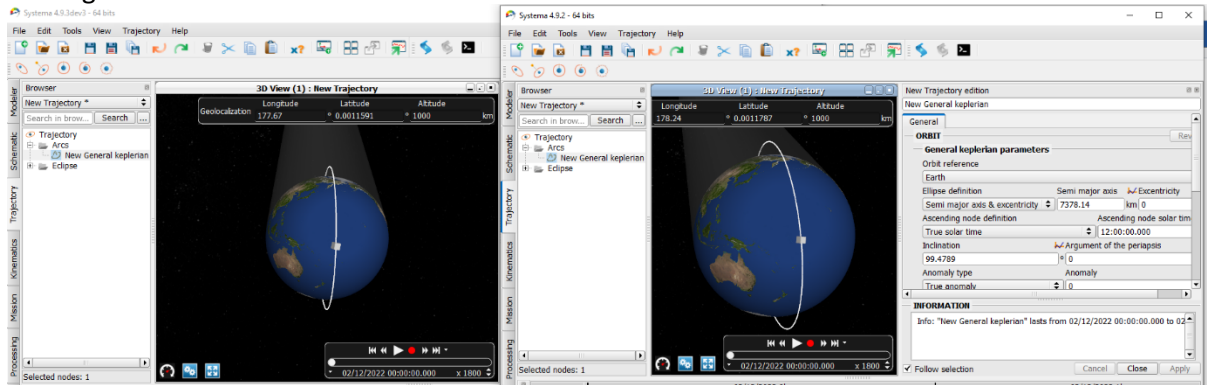 Systema 4.9.3dev3 - 64 bits
File Edit Tools View Trajectory Help
Browser
New Trajectory *
Search in brow... Search ...
Trajectory
Arcs
New General keplerian
Eclipse
Modeler
Schematic
Trajectory
Kinematics
Mission
Processing
Selected nodes: 1
3D View (1) : New Trajectory
Longitude Latitude Altitude
Geolocalzation 177.67 ° 0.0011591 ° 1000 km
02/12/2022 00:00:00.000 x 1800
Systema 4.9.2 - 64 bits
File Edit Tools View Trajectory Help
Browser
New Trajectory *
Search in brow... Search ...
Trajectory
Arcs
New General keplerian
Eclipse
Modeler
Schematic
Trajectory
Kinematics
Mission
Processing
Selected nodes: 1
3D View (1) : New Trajectory
Longitude Latitude Altitude
178.24 ° 0.0011787 ° 1000 km
02/12/2022 00:00:00.000 x 1800
New Trajectory edition
New General keplerian
General
ORBIT
Rev
General keplerian parameters
Orbit reference
Earth
Ellipse definition Semi major axis Excentricity
Semi major axis & excentricity 7378.14 km 0
Ascending node definition Ascending node solar tim
True solar time 12:00:00.000
Inclination Argument of the periapsis
99.4789 ° 0
Anomaly type Anomaly
True anomaly 0
INFORMATION
Info: "New General keplerian" lasts from 02/12/2022 00:00:00.000 to 02
Follow selection Cancel Close Apply